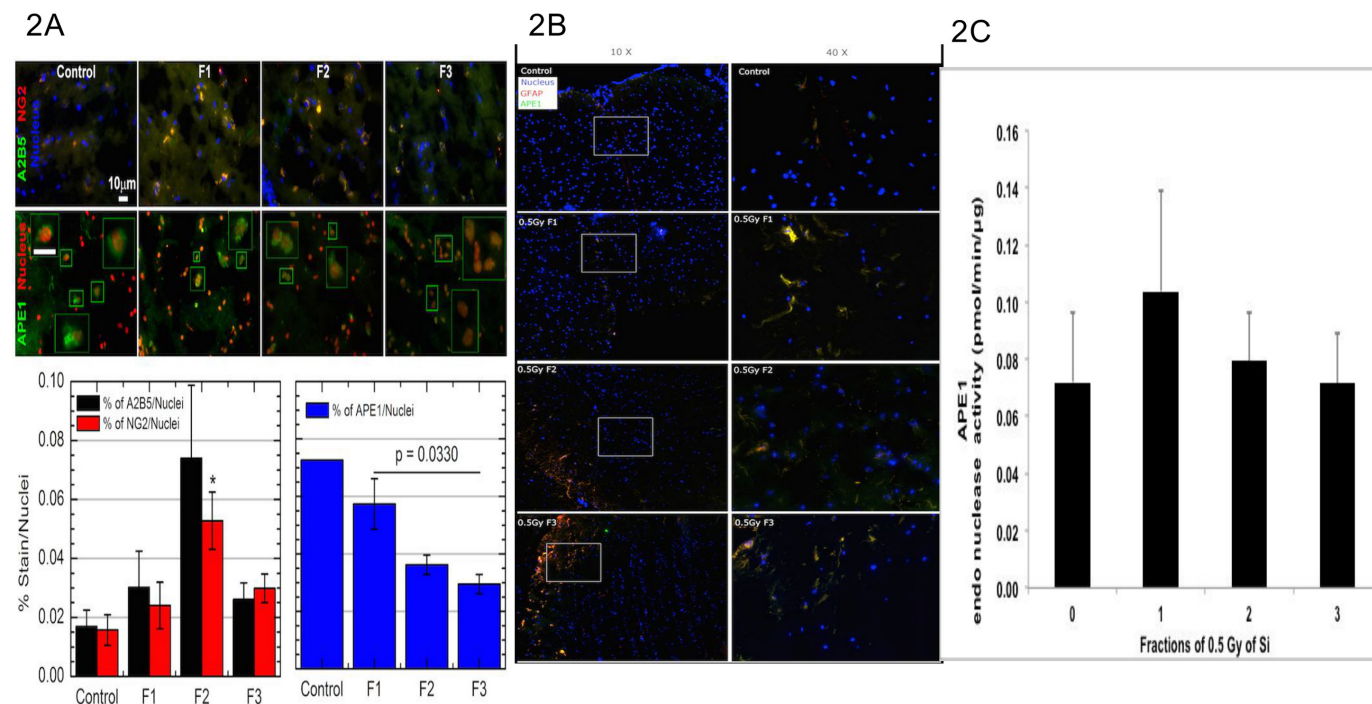 2A
Control F1 F2 F3
A2B5 NG2
Nucleus
10μm
APE1 Nucleue
0.10
0.08
0.06
0.04
0.02
0.00
% Stain/Nuclei
% of A2B5/Nuclei
% of NG2/Nuclei
*
Control F1 F2 F3
% of APE1/Nuclei
p = 0.0330
Control F1 F2 F3
2B
10 X 40 X
Control
Nucleus
GFAP
APE1
Control
0.5Gy F1
0.5Gy F1
0.5Gy F2
0.5Gy F2
0.5Gy F3
0.5Gy F3
2C
APE1
endo nuclease activity (pmol/min/μg)
0.16
0.14
0.12
0.10
0.08
0.06
0.04
0.02
0.00
0 1 2 3
Fractions of 0.5 Gy of Si